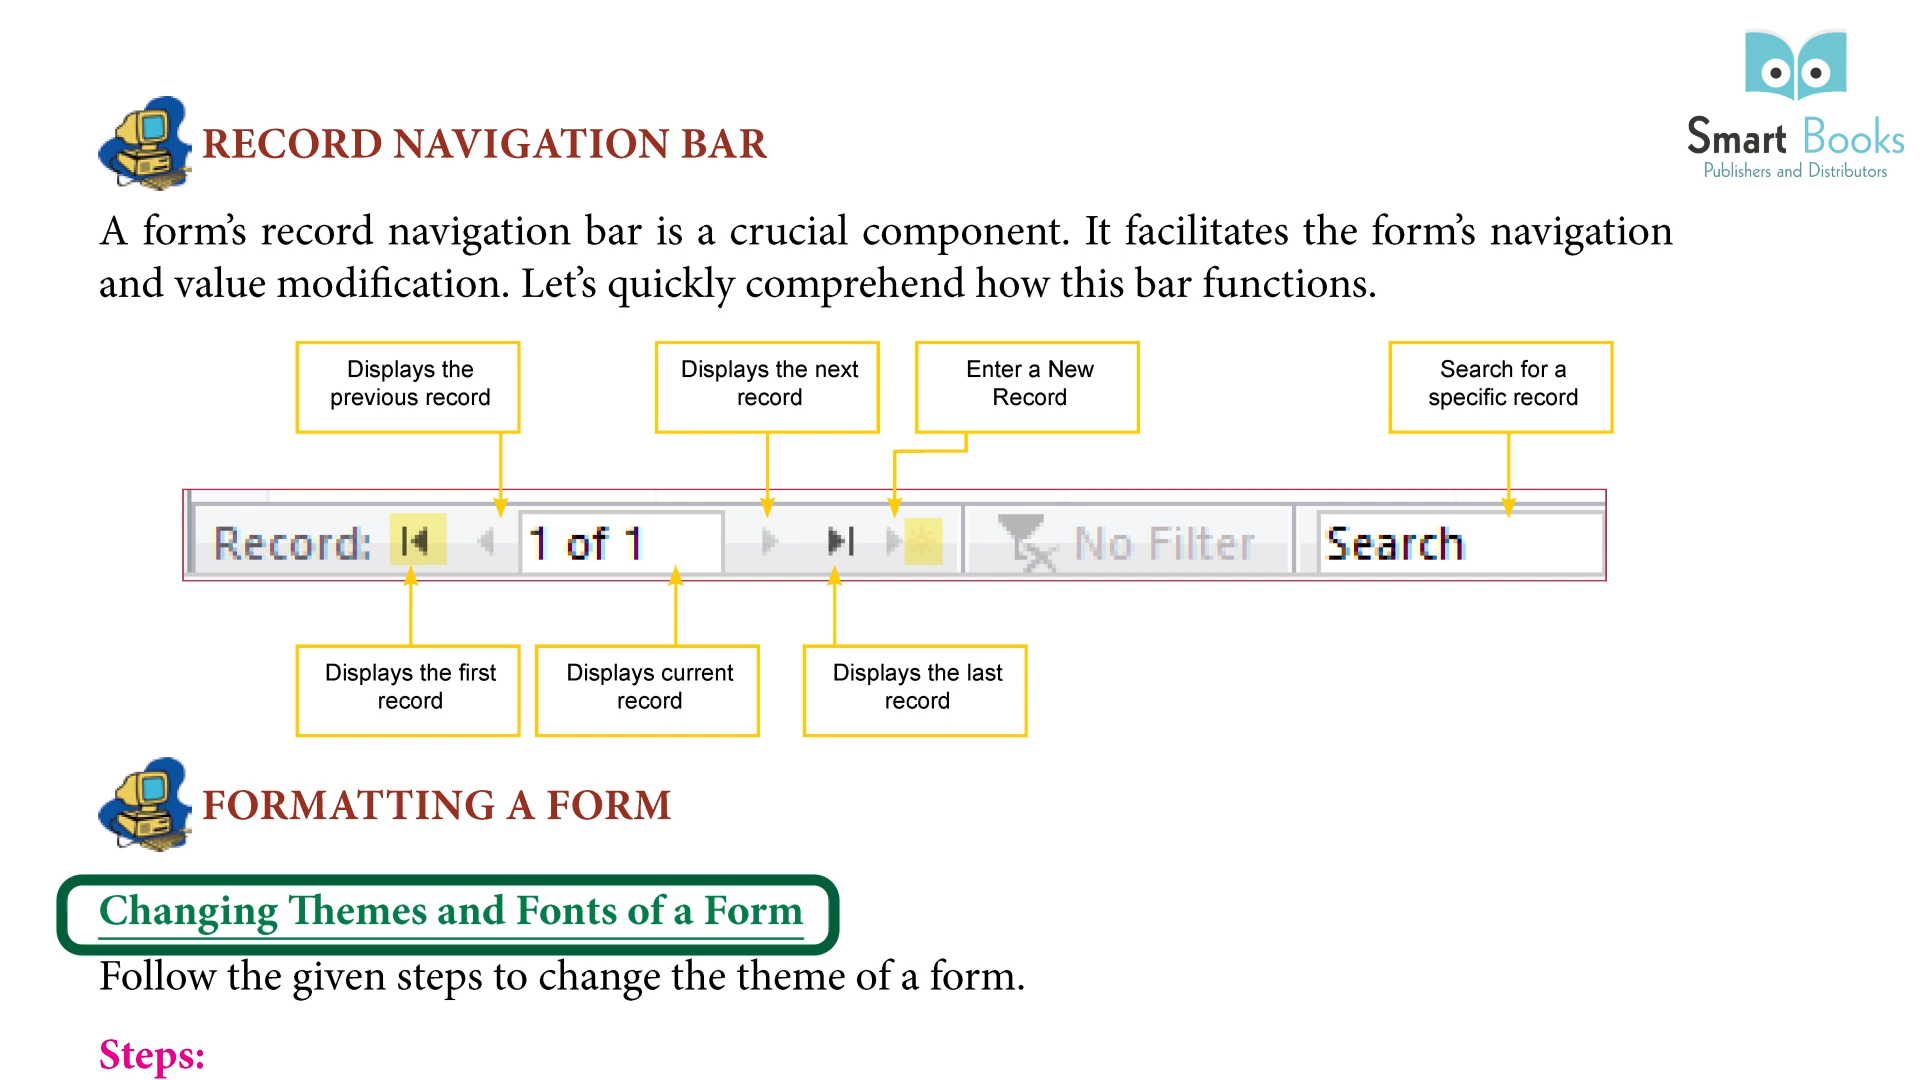 Smart Books
Publishers and Distributors
RECORD NAVIGATION BAR
A form’s record navigation bar is a crucial component. It facilitates the form’s navigation
and value modification. Let’s quickly comprehend how this bar functions.
Displays the
previous record
Displays the next
record
Enter a New
Record
Search for a
specific record
Record: 1 of 1 No Filter Search
Displays the first
record
Displays current
record
Displays the last
record
FORMATTING A FORM
Changing Themes and Fonts of a Form
Follow the given steps to change the theme of a form.
Steps: